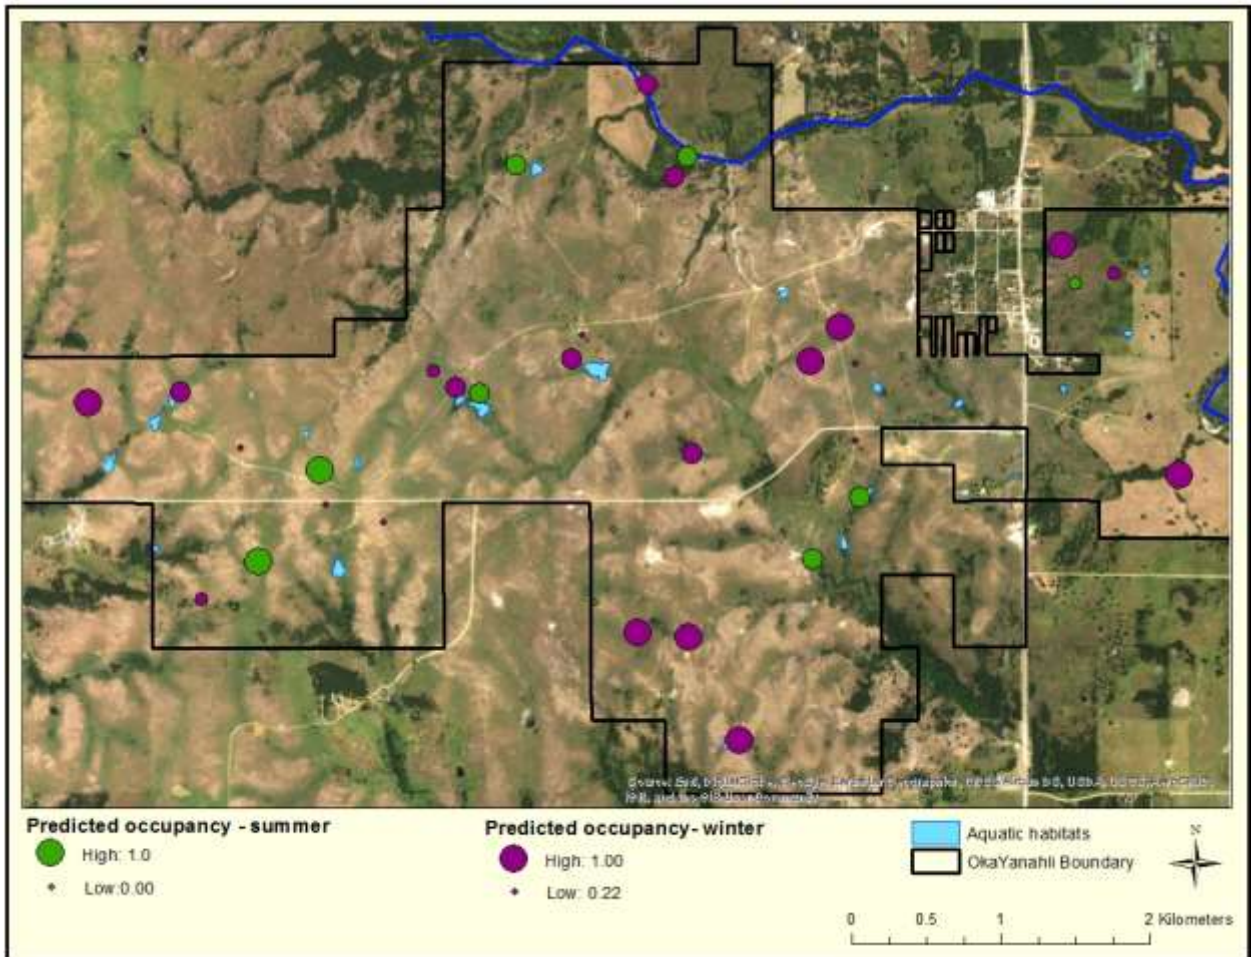 Predicted occupancy - summer
High: 1.0
Low:0.00
Predicted occupancy- winter
High: 1.00
Low: 0.22
Aquatic habitats
OkaYanahli Boundary
N
0 0.5 1 2 Kilometers